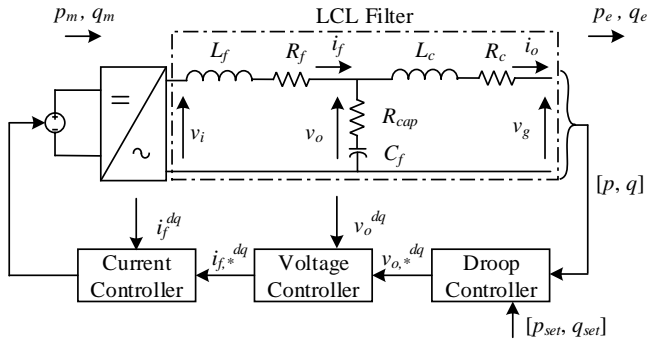 p_m, q_m
LCL Filter
p_e, q_e
L_f
R_f
i_f
L_c
R_c
i_o
=
~
+
-
v_i
v_o
R_cap
C_f
v_g
[p, q]
i_f^dq
v_o^dq
Current
Controller
i_f,*^dq
Voltage
Controller
v_o,*^dq
Droop
Controller
[p_set, q_set]